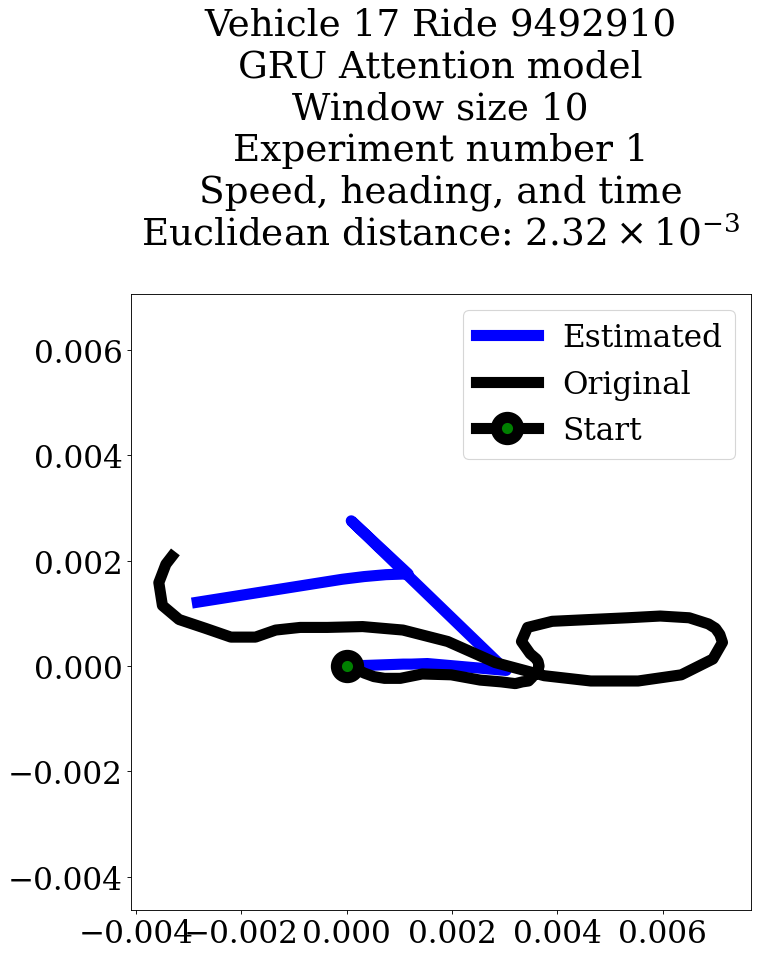 Vehicle 17 Ride 9492910
GRU Attention model
Window size 10
Experiment number 1
Speed, heading, and time
Euclidean distance: 2.32 × 10⁻³
Estimated
Original
Start
0.006
0.004
0.002
0.000
−0.002
−0.004
−0.004 −0.002 0.000 0.002 0.004 0.006